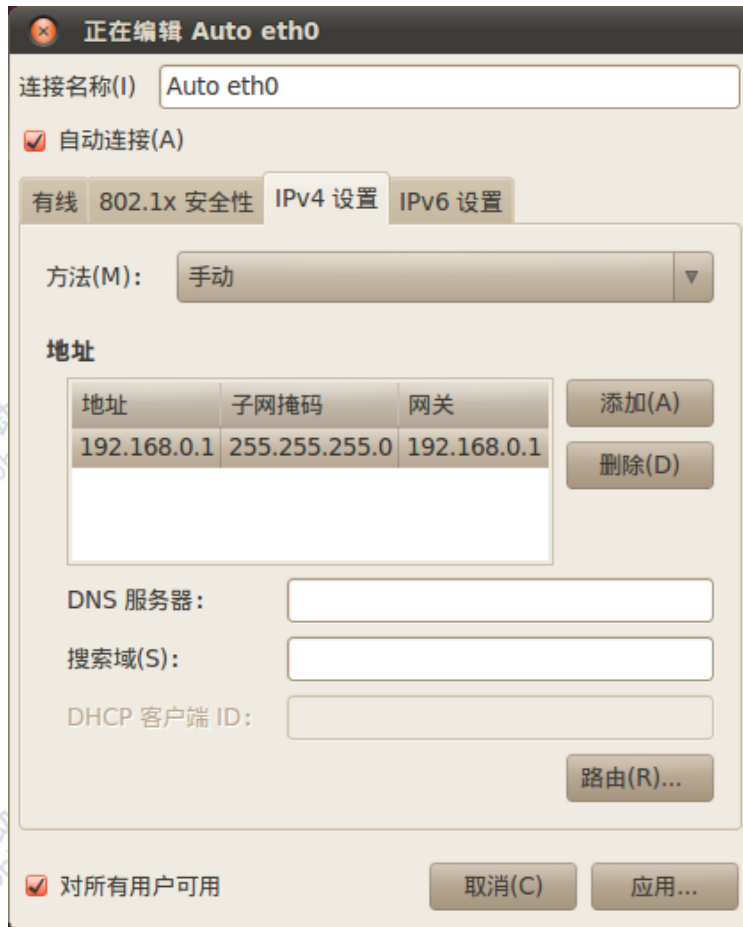 正在编辑 Auto eth0
连接名称(I) Auto eth0
自动连接(A)
有线 802.1x 安全性 IPv4 设置 IPv6 设置
方法(M): 手动
地址
地址 子网掩码 网关 添加(A)
192.168.0.1 255.255.255.0 192.168.0.1
删除(D)
DNS 服务器:
搜索域(S):
DHCP 客户端 ID:
路由(R)...
对所有用户可用 取消(C) 应用...